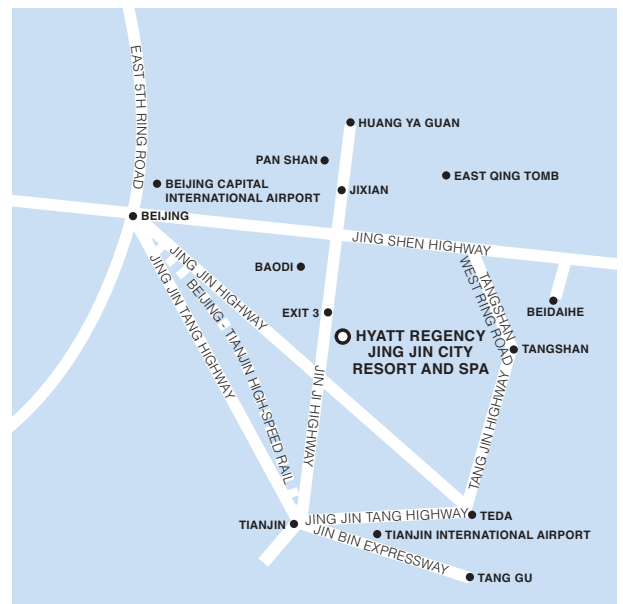 EAST 5TH RING ROAD
HUANG YA GUAN
PAN SHAN
EAST QING TOMB
BEIJING CAPITAL
INTERNATIONAL AIRPORT
JIXIAN
BEIJING
JING SHEN HIGHWAY
BAODI
JING JIN HIGHWAY
JING JIN TANG HIGHWAY
BEIJING - TIANJIN HIGH-SPEED RAIL
TANGSHAN
WEST RING ROAD
BEIDAIHE
EXIT 3
HYATT REGENCY
JING JIN CITY
RESORT AND SPA
TANGSHAN
JIN JI HIGHWAY
TANG JIN HIGHWAY
TIANJIN
JING JIN TANG HIGHWAY
TEDA
TIANJIN INTERNATIONAL AIRPORT
JIN BIN EXPRESSWAY
TANG GU